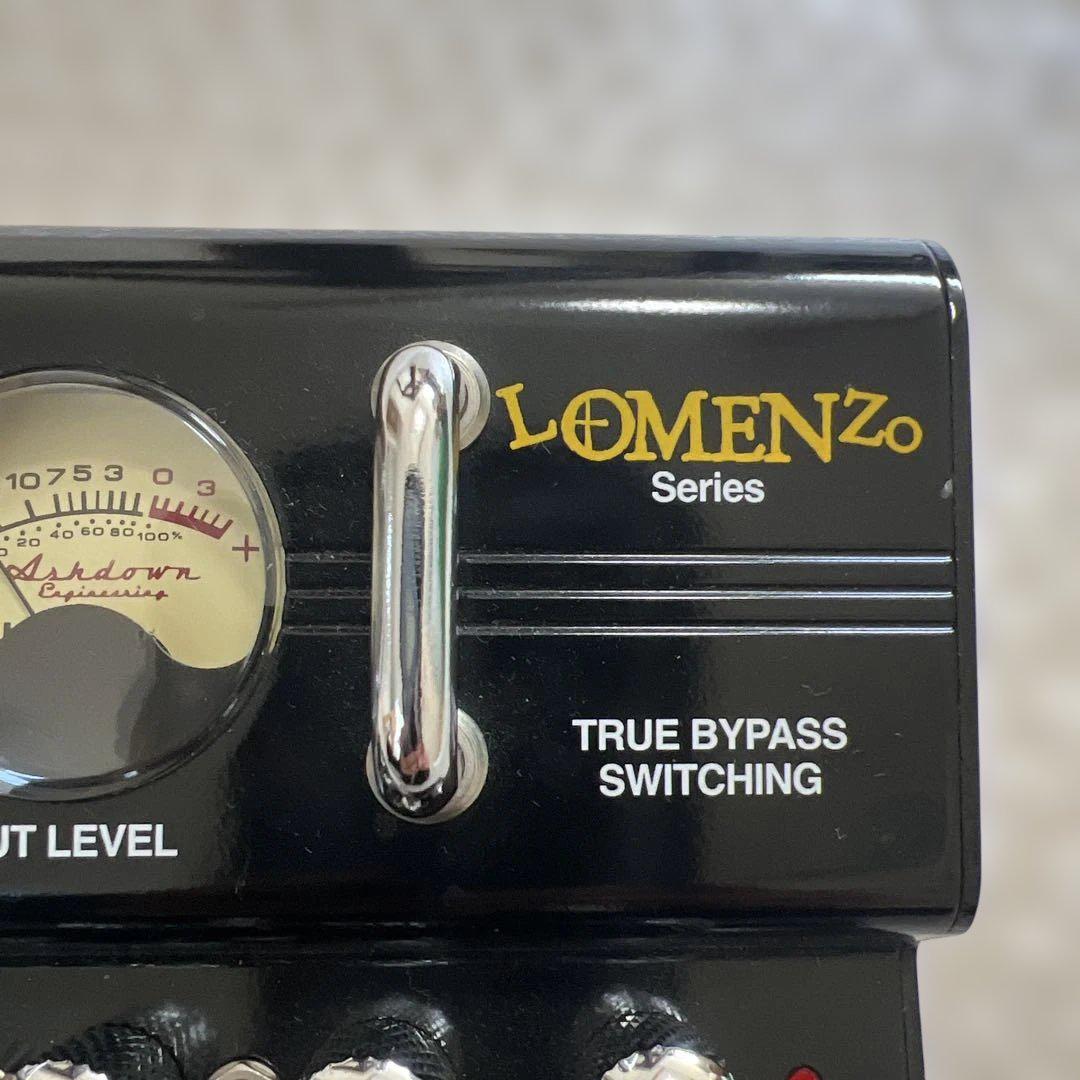 LOMENZO
Series
10 7 5 3 0 3
20 40 60 80 100%
+
Ashdown
Engineering
TRUE BYPASS
SWITCHING
UT LEVEL